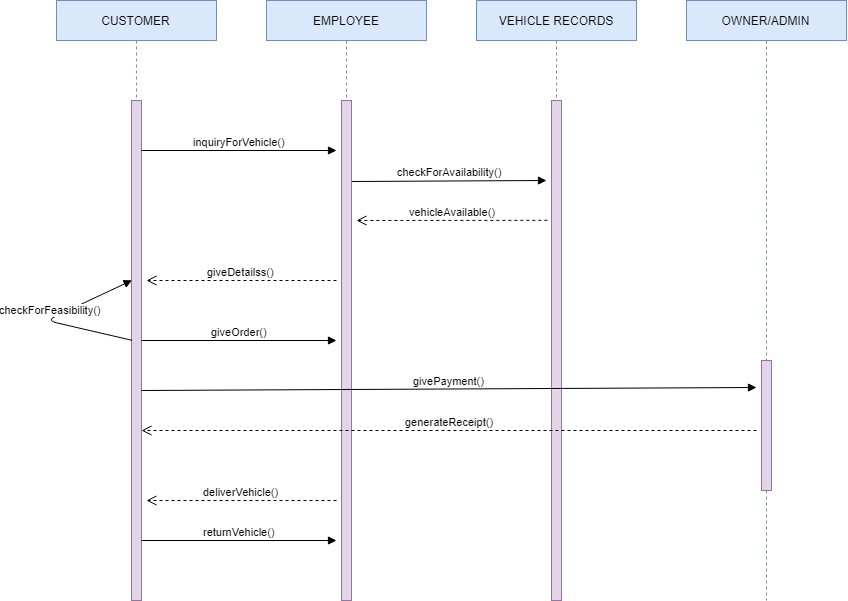 CUSTOMER
EMPLOYEE
VEHICLE RECORDS
OWNER/ADMIN
inquiryForVehicle()
checkForAvailability()
vehicleAvailable()
giveDetailss()
checkForFeasibility()
giveOrder()
givePayment()
generateReceipt()
deliverVehicle()
returnVehicle()